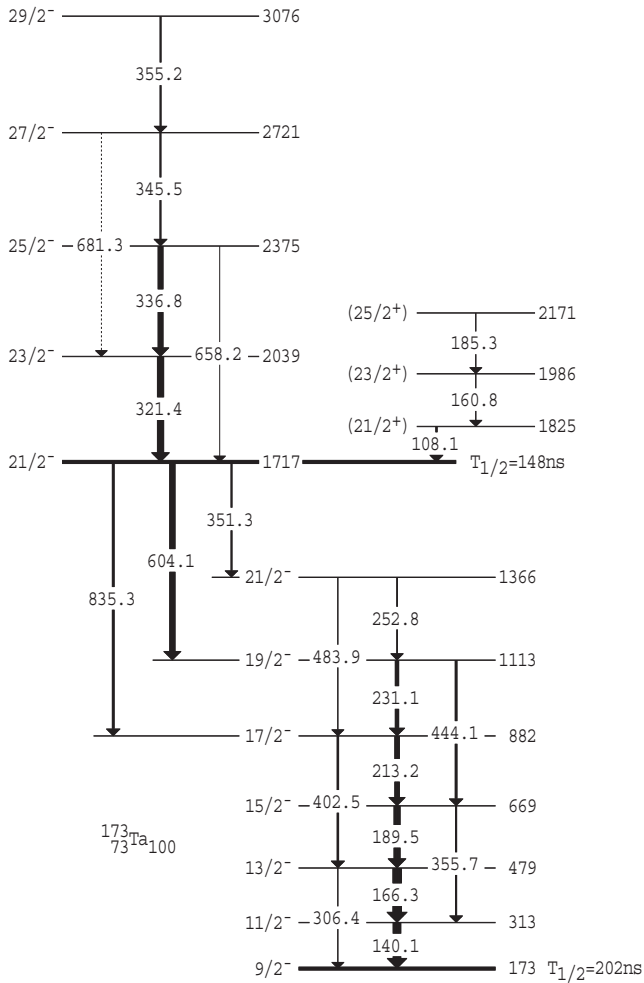 29/2⁻ 3076
355.2
27/2⁻ 2721
345.5
25/2⁻ 681.3 2375
336.8
(25/2⁺) 2171
185.3
23/2⁻ 658.2 2039
(23/2⁺) 1986
160.8
321.4
(21/2⁺) 1825
108.1
21/2⁻ 1717 T1/2=148ns
351.3
604.1
21/2⁻ 1366
835.3
252.8
19/2⁻ 483.9 1113
231.1
17/2⁻ 444.1 882
213.2
15/2⁻ 402.5 669
189.5
¹⁷³₇₃Ta₁₀₀
13/2⁻ 355.7 479
166.3
11/2⁻ 306.4 313
140.1
9/2⁻ 173 T1/2=202ns